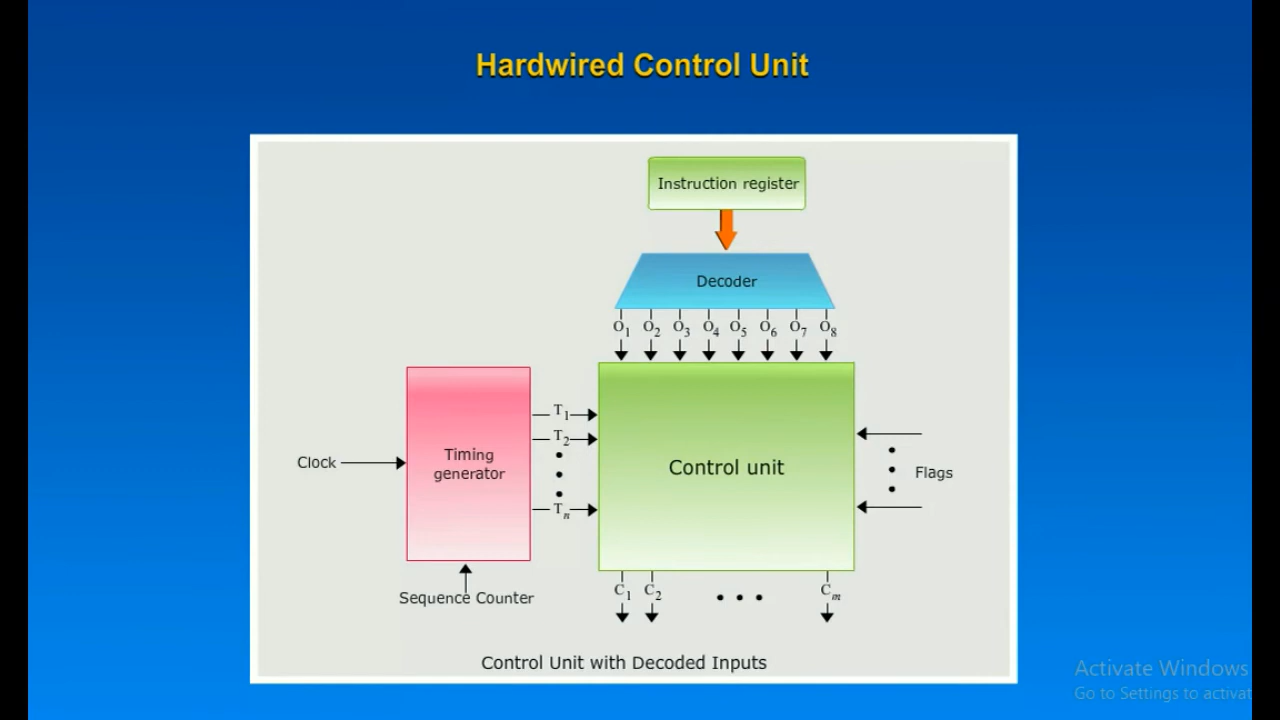 Hardwired Control Unit
Instruction register
Decoder
O1 O2 O3 O4 O5 O6 O7 O8
T1
T2
Tn
Clock
Timing
generator
Control unit
Flags
Sequence Counter
C1 C2 Cm
Control Unit with Decoded Inputs
Activate Windows
Go to Settings to activat